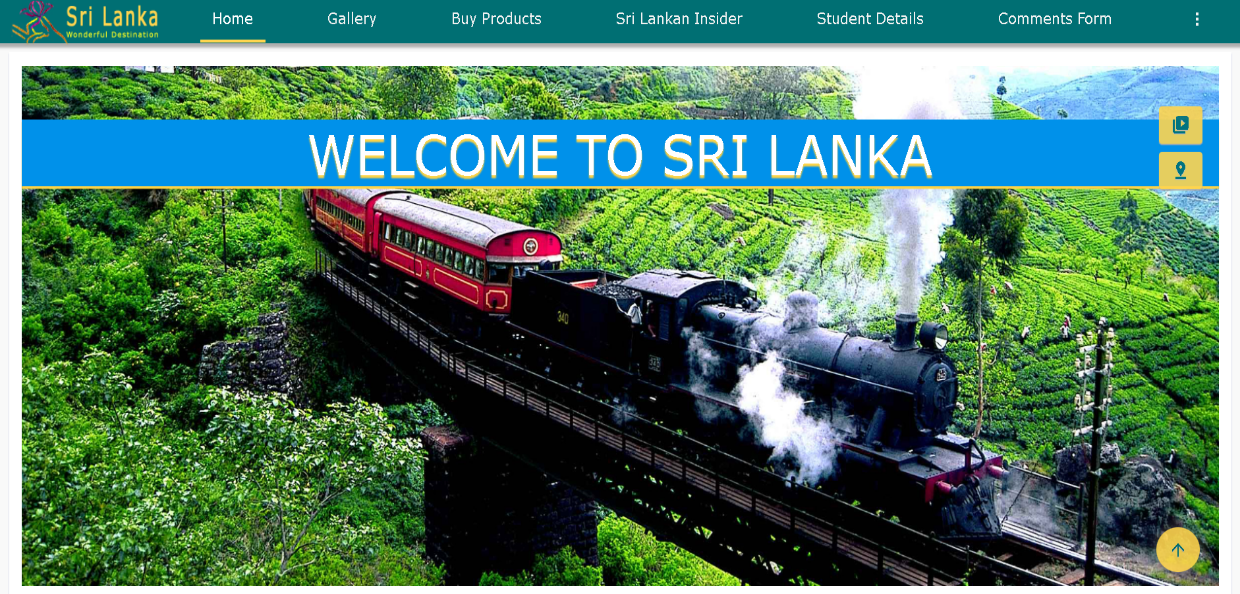 Sri Lanka
Wonderful Destination
Home
Gallery
Buy Products
Sri Lankan Insider
Student Details
Comments Form
WELCOME TO SRI LANKA
340